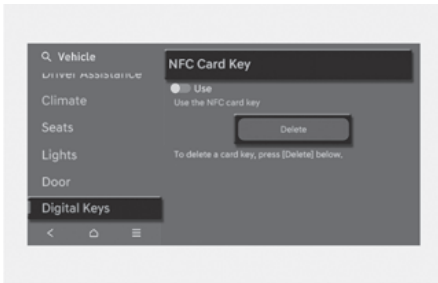 Vehicle
Driver Assistance
Climate
Seats
Lights
Door
Digital Keys
NFC Card Key
Use
Use the NFC card key
Delete
To delete a card key, press [Delete] below.